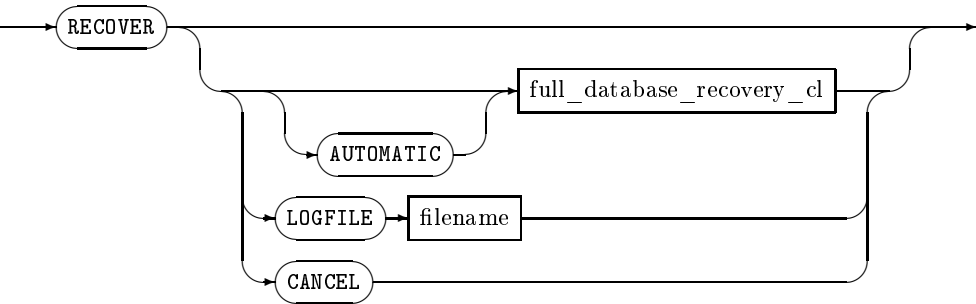 RECOVER
full_database_recovery_cl
AUTOMATIC
LOGFILE filename
CANCEL